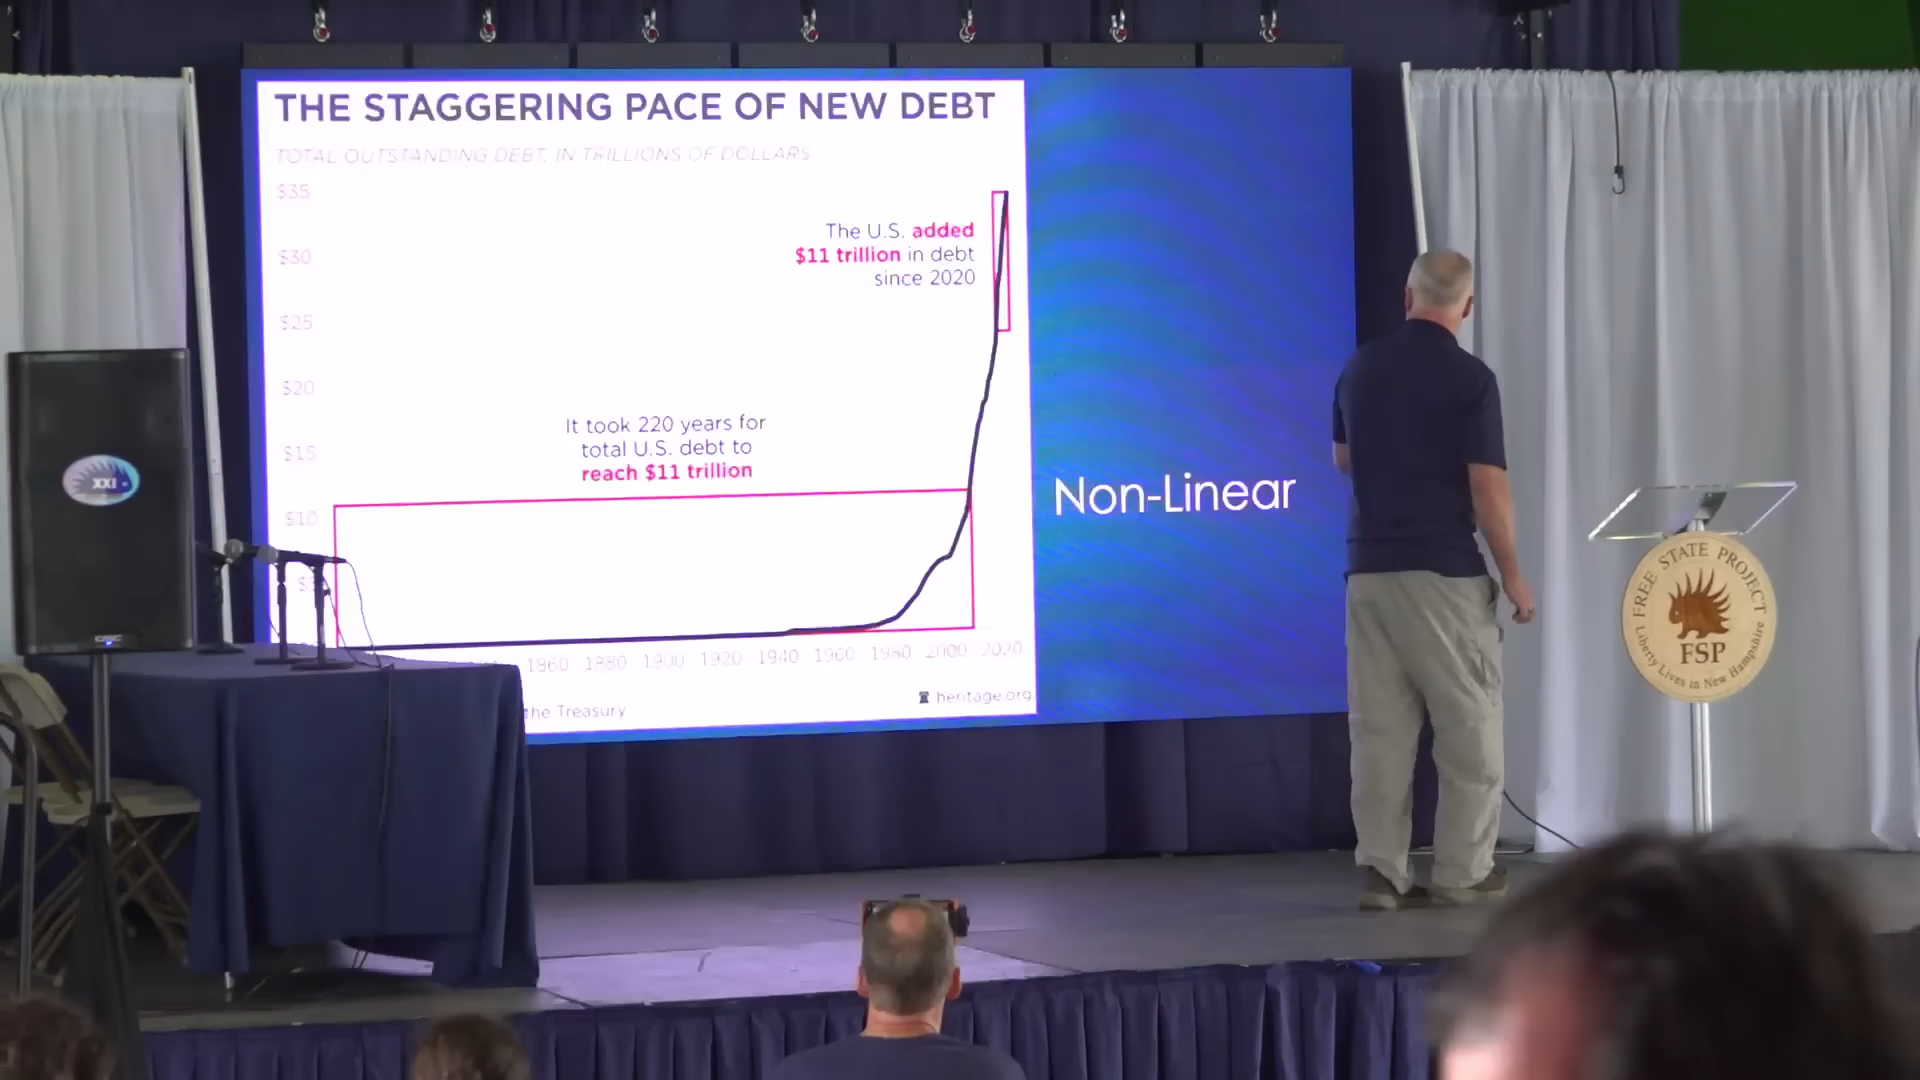 THE STAGGERING PACE OF NEW DEBT
TOTAL OUTSTANDING DEBT, IN TRILLIONS OF DOLLARS
$35
$30
$25
$20
$15
$10
The U.S. added
$11 trillion in debt
since 2020
It took 220 years for
total U.S. debt to
reach $11 trillion
1860 1880 1900 1920 1940 1960 1980 2000 2020
the Treasury
heritage.org
Non-Linear
XXI
FREE STATE PROJECT
FSP
Liberty Lives in New Hampshire